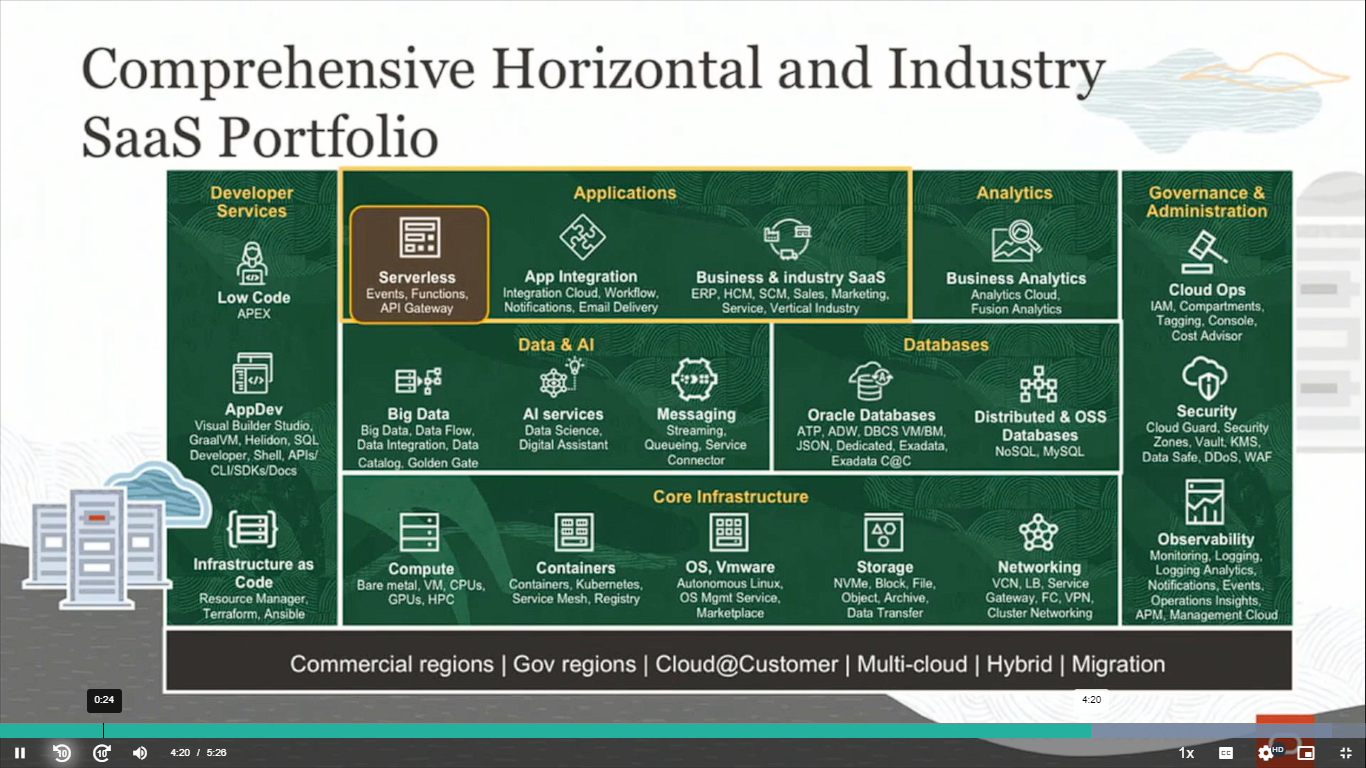 Comprehensive Horizontal and Industry
SaaS Portfolio
Developer
Services
Low Code
APEX
AppDev
Visual Builder Studio,
GraalVM, Helidon, SQL
Developer, Shell, APIs/
CLI/SDKs/Docs
Infrastructure as
Code
Resource Manager,
Terraform, Ansible
Applications
Serverless
Events, Functions,
API Gateway
App Integration
Integration Cloud, Workflow,
Notifications, Email Delivery
Business & industry SaaS
ERP, HCM, SCM, Sales, Marketing,
Service, Vertical Industry
Analytics
Business Analytics
Analytics Cloud,
Fusion Analytics
Governance &
Administration
Cloud Ops
IAM, Compartments,
Tagging, Console,
Cost Advisor
Security
Cloud Guard, Security
Zones, Vault, KMS,
Data Safe, DDoS, WAF
Observability
Monitoring, Logging,
Logging Analytics,
Notifications, Events,
Operations Insights,
APM, Management Cloud
Data & AI
Big Data
Big Data, Data Flow,
Data Integration, Data
Catalog, Golden Gate
AI services
Data Science,
Digital Assistant
Messaging
Streaming,
Queueing, Service
Connector
Databases
Oracle Databases
ATP, ADW, DBCS VM/BM,
JSON, Dedicated, Exadata,
Exadata C@C
Distributed & OSS
Databases
NoSQL, MySQL
Core Infrastructure
Compute
Bare metal, VM, CPUs,
GPUs, HPC
Containers
Containers, Kubernetes,
Service Mesh, Registry
OS, Vmware
Autonomous Linux,
OS Mgmt Service,
Marketplace
Storage
NVMe, Block, File,
Object, Archive,
Data Transfer
Networking
VCN, LB, Service
Gateway, FC, VPN,
Cluster Networking
Commercial regions | Gov regions | Cloud@Customer | Multi-cloud | Hybrid | Migration
0:24
4:20
10
10
4:20 / 5:26
1x
CC
HD